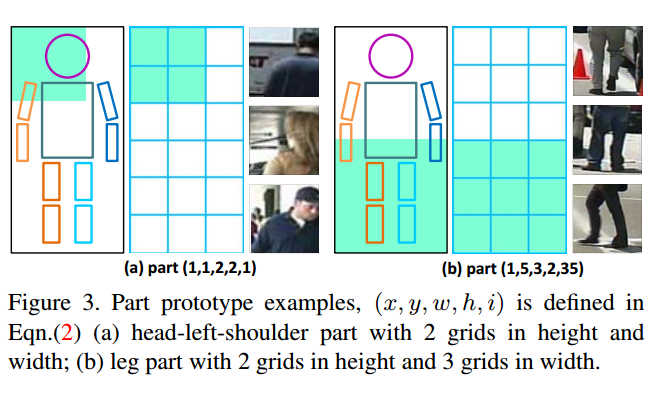 (a) part (1,1,2,2,1)
(b) part (1,5,3,2,35)
Figure 3. Part prototype examples, (x, y, w, h, i) is defined in
Eqn.(2) (a) head-left-shoulder part with 2 grids in height and
width; (b) leg part with 2 grids in height and 3 grids in width.